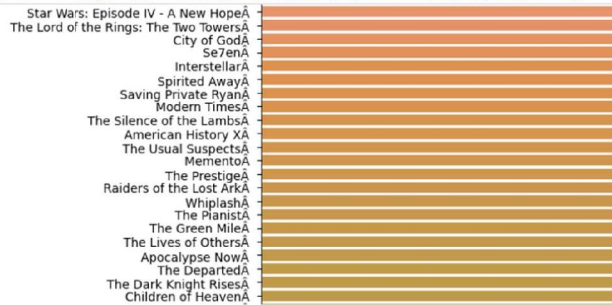 Star Wars: Episode IV - A New HopeÂ
The Lord of the Rings: The Two TowersÂ
City of GodÂ
Se7enÂ
InterstellarÂ
Spirited AwayÂ
Saving Private RyanÂ
Modern TimesÂ
The Silence of the LambsÂ
American History XÂ
The Usual SuspectsÂ
MementoÂ
The PrestigeÂ
Raiders of the Lost ArkÂ
WhiplashÂ
The PianistÂ
The Green MileÂ
The Lives of OthersÂ
Apocalypse NowÂ
The DepartedÂ
The Dark Knight RisesÂ
Children of HeavenÂ